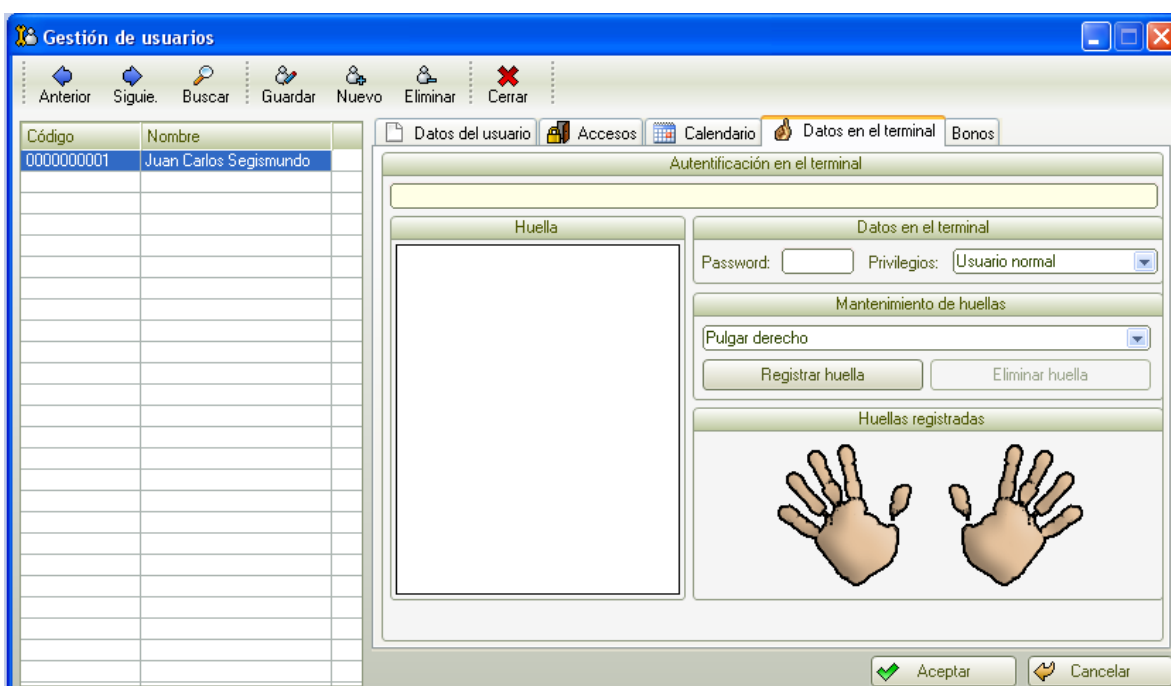 Gestión de usuarios
Anterior Siguie. Buscar Guardar Nuevo Eliminar Cerrar
Código Nombre
0000000001 Juan Carlos Segismundo
Datos del usuario Accesos Calendario Datos en el terminal Bonos
Autentificación en el terminal
Huella
Datos en el terminal
Password: Privilegios: Usuario normal
Mantenimiento de huellas
Pulgar derecho
Registrar huella Eliminar huella
Huellas registradas
Aceptar Cancelar